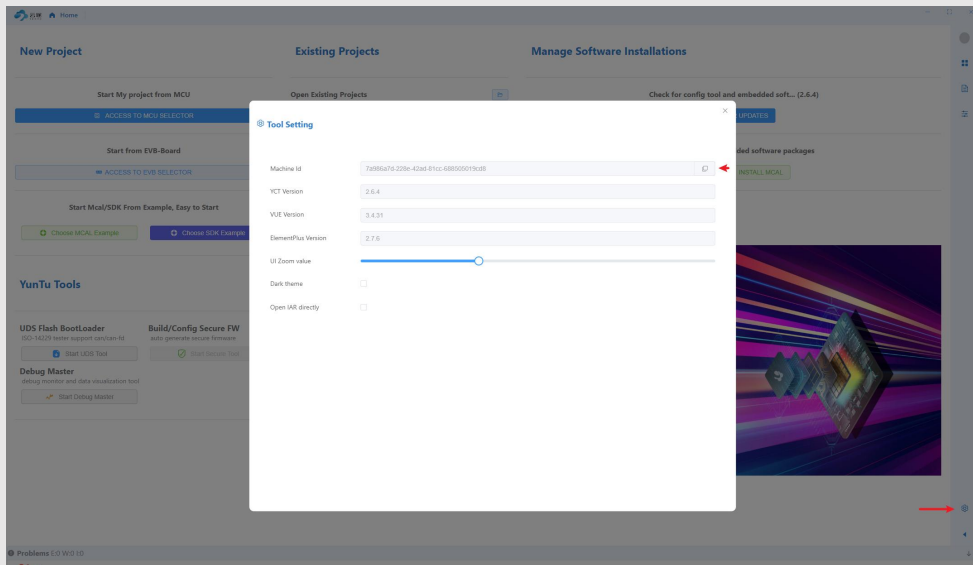 云途 Home
New Project
Existing Projects
Manage Software Installations
Start My project from MCU
Open Existing Projects
Check for config tool and embedded soft... (2.6.4)
ACCESS TO MCU SELECTOR
UPDATES
Start from EVB-Board
ded software packages
ACCESS TO EVB SELECTOR
INSTALL MCAL
Start Mcal/SDK From Example, Easy to Start
Choose MCAL Example
Choose SDK Example
YunTu Tools
UDS Flash BootLoader
ISO-14229 tester support can/can-fd
Start UDS Tool
Build/Config Secure FW
auto generate secure firmware
Start Secure Tool
Debug Master
debug monitor and data visualization tool
Start Debug Master
Tool Setting
Machine Id
YCT Version
2.6.4
VUE Version
3.4.31
ElementPlus Version
2.7.6
UI Zoom value
Dark theme
Open IAR directly
Problems E:0 W:0 I:0